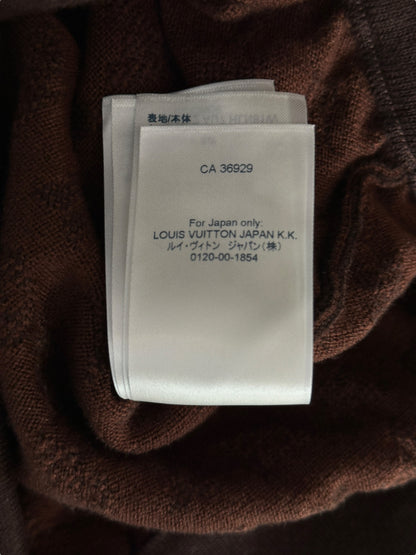 表地/本体
CA 36929
For Japan only:
LOUIS VUITTON JAPAN K.K.
ルイ・ヴィトン ジャパン(株)
0120-00-1854